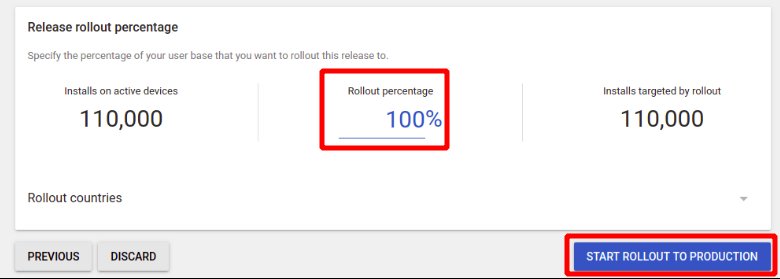 Release rollout percentage
Specify the percentage of your user base that you want to rollout this release to.
Installs on active devices
110,000
Rollout percentage
100%
Installs targeted by rollout
110,000
Rollout countries
PREVIOUS
DISCARD
START ROLLOUT TO PRODUCTION